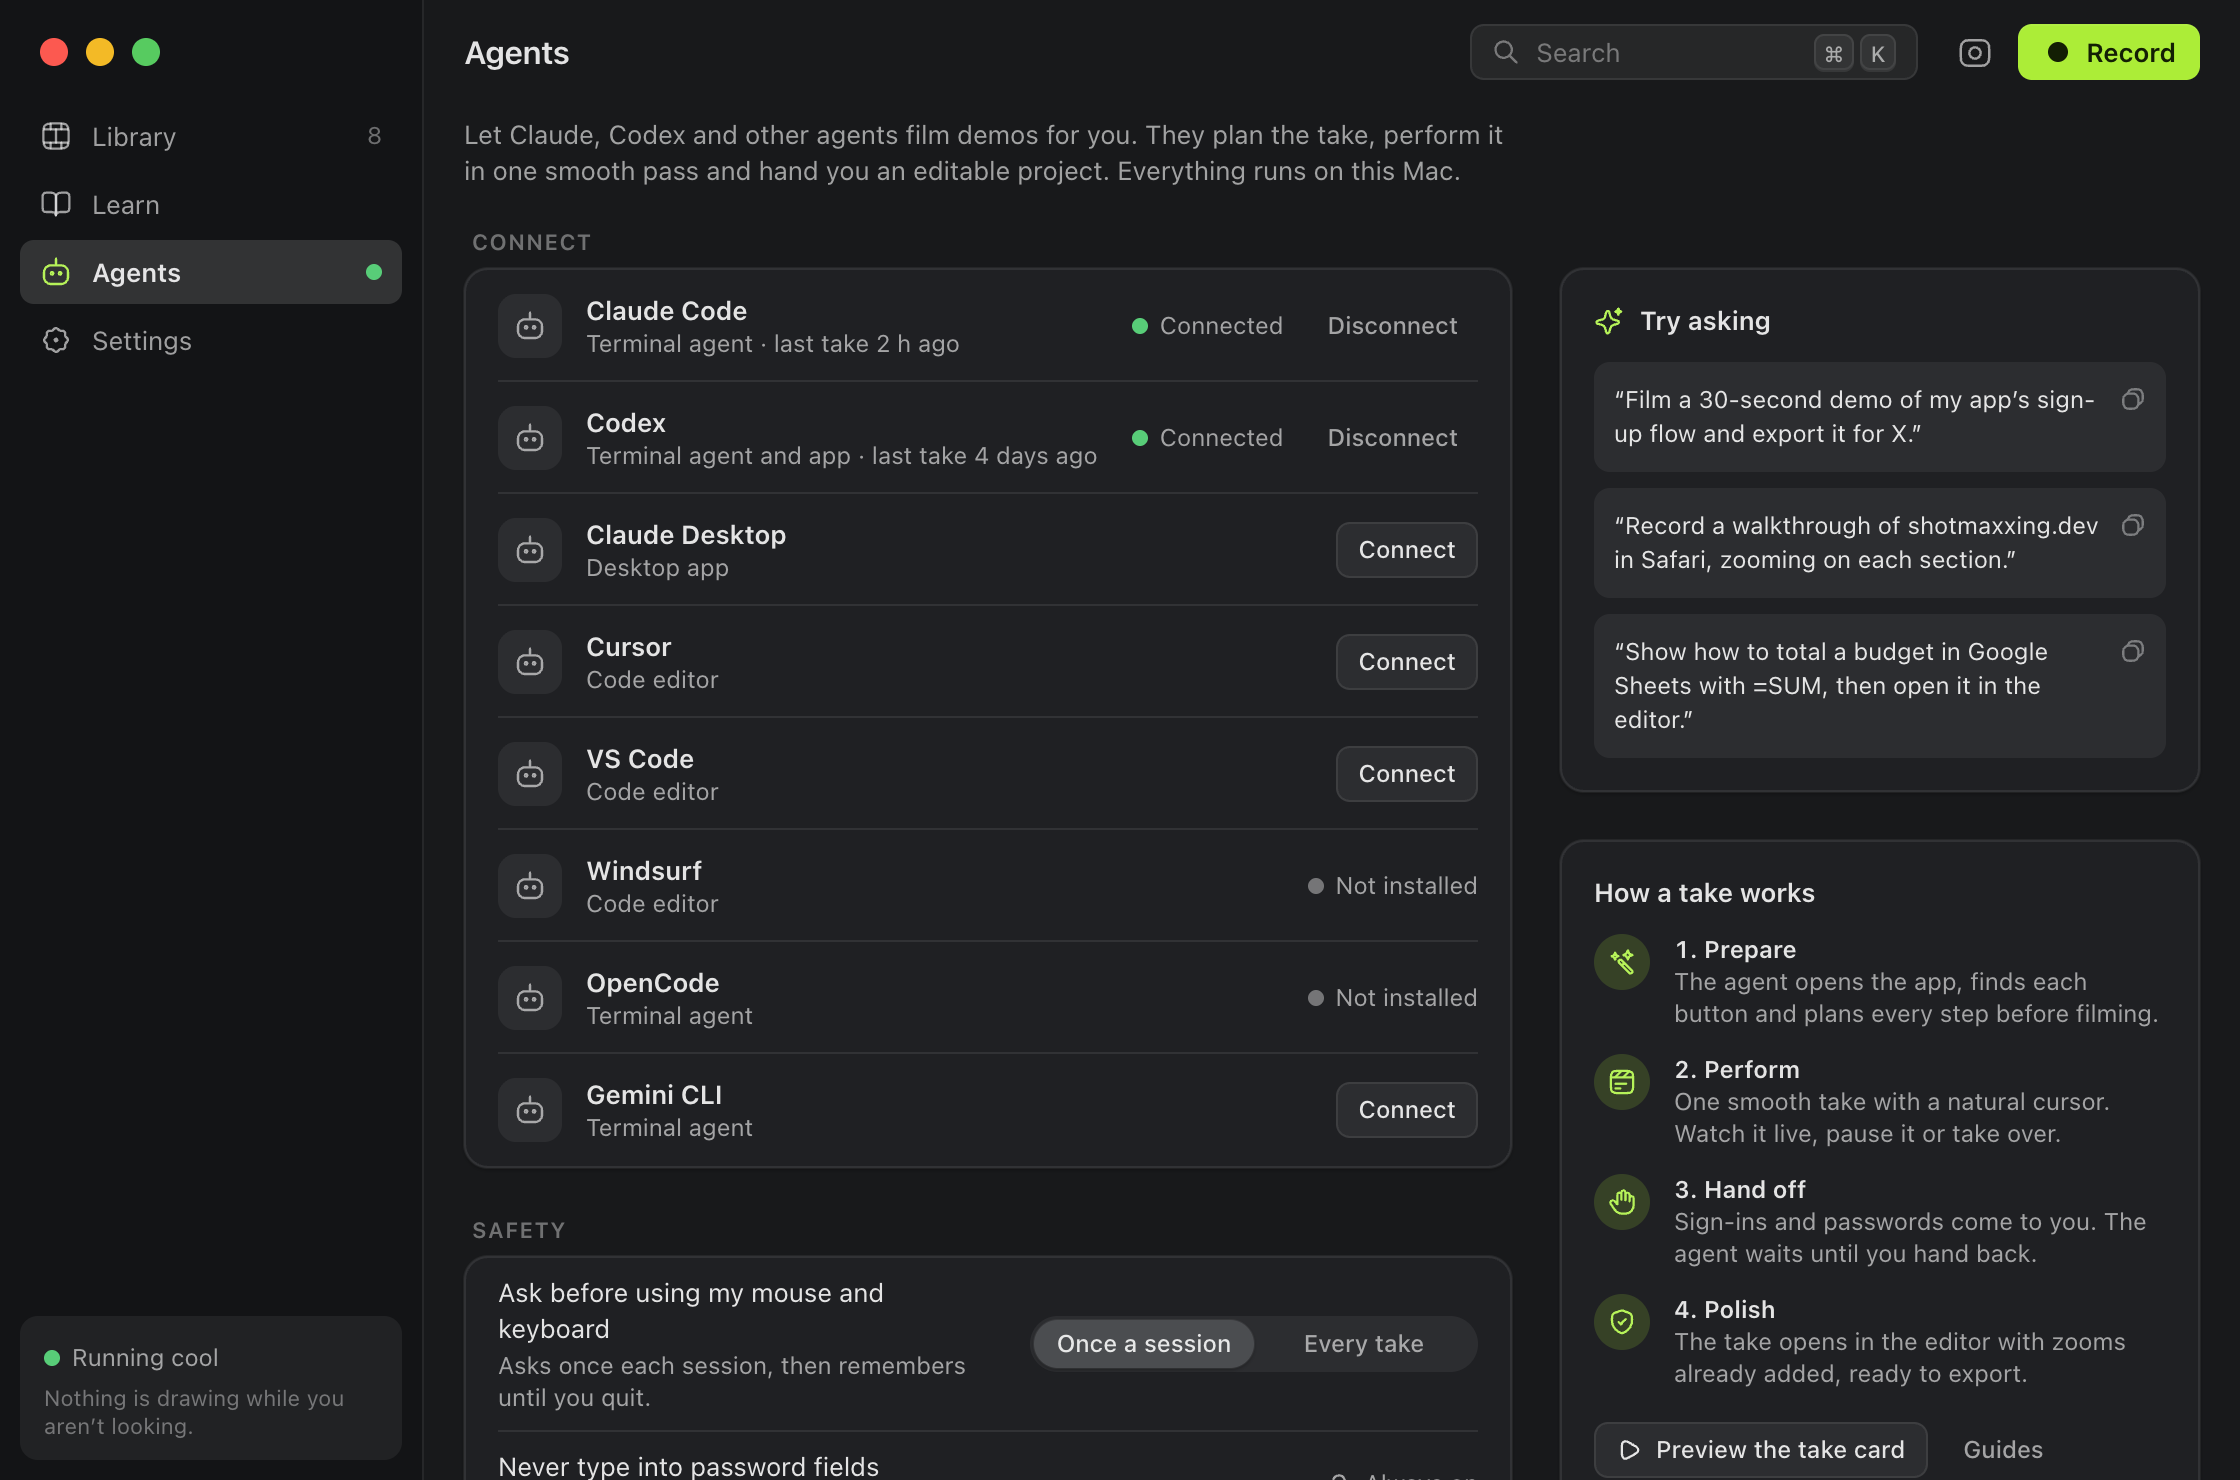 Agents
Search
⌘ K
Record
Library 8
Learn
Agents
Settings
Let Claude, Codex and other agents film demos for you. They plan the take, perform it
in one smooth pass and hand you an editable project. Everything runs on this Mac.
CONNECT
Claude Code
Terminal agent · last take 2 h ago
Connected Disconnect
Codex
Terminal agent and app · last take 4 days ago
Connected Disconnect
Claude Desktop
Desktop app
Connect
Cursor
Code editor
Connect
VS Code
Code editor
Connect
Windsurf
Code editor
Not installed
OpenCode
Terminal agent
Not installed
Gemini CLI
Terminal agent
Connect
SAFETY
Ask before using my mouse and
keyboard
Asks once each session, then remembers
until you quit.
Once a session Every take
Never type into password fields
Try asking
“Film a 30-second demo of my app’s sign-
up flow and export it for X.”
“Record a walkthrough of shotmaxxing.dev
in Safari, zooming on each section.”
“Show how to total a budget in Google
Sheets with =SUM, then open it in the
editor.”
How a take works
1. Prepare
The agent opens the app, finds each
button and plans every step before filming.
2. Perform
One smooth take with a natural cursor.
Watch it live, pause it or take over.
3. Hand off
Sign-ins and passwords come to you. The
agent waits until you hand back.
4. Polish
The take opens in the editor with zooms
already added, ready to export.
Preview the take card Guides
Running cool
Nothing is drawing while you
aren’t looking.